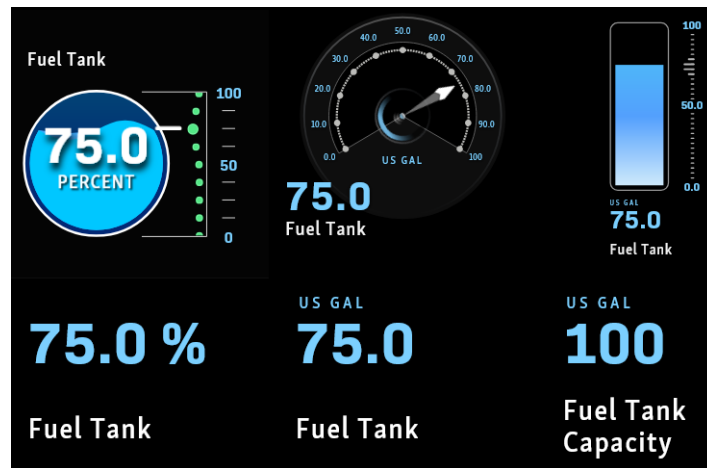 Fuel Tank
75.0
PERCENT
100
50
0
0.0
10.0
20.0
30.0
40.0
50.0
60.0
70.0
80.0
90.0
100
US GAL
75.0
Fuel Tank
100
50.0
0.0
US GAL
75.0
Fuel Tank
75.0 %
Fuel Tank
US GAL
75.0
Fuel Tank
US GAL
100
Fuel Tank
Capacity